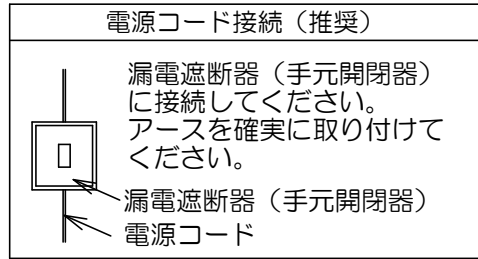 電源コード接続（推奨）
漏電遮断器（手元開閉器）
に接続してください。
アースを確実に取り付けて
ください。
漏電遮断器（手元開閉器）
電源コード